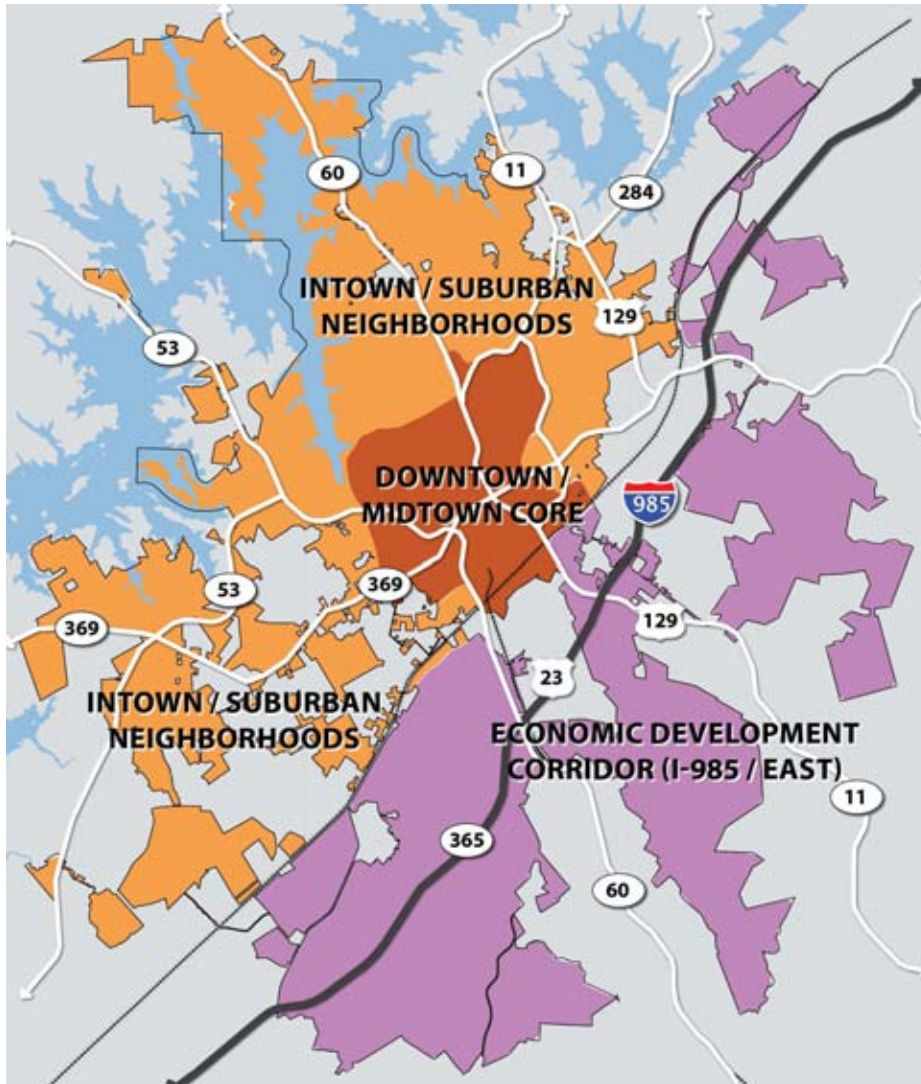 60
11
284
INTOWN / SUBURBAN
NEIGHBORHOODS
129
53
DOWNTOWN /
MIDTOWN CORE
985
53
369
369
129
23
INTOWN / SUBURBAN
NEIGHBORHOODS
ECONOMIC DEVELOPMENT
CORRIDOR (I-985 / EAST)
11
365
60